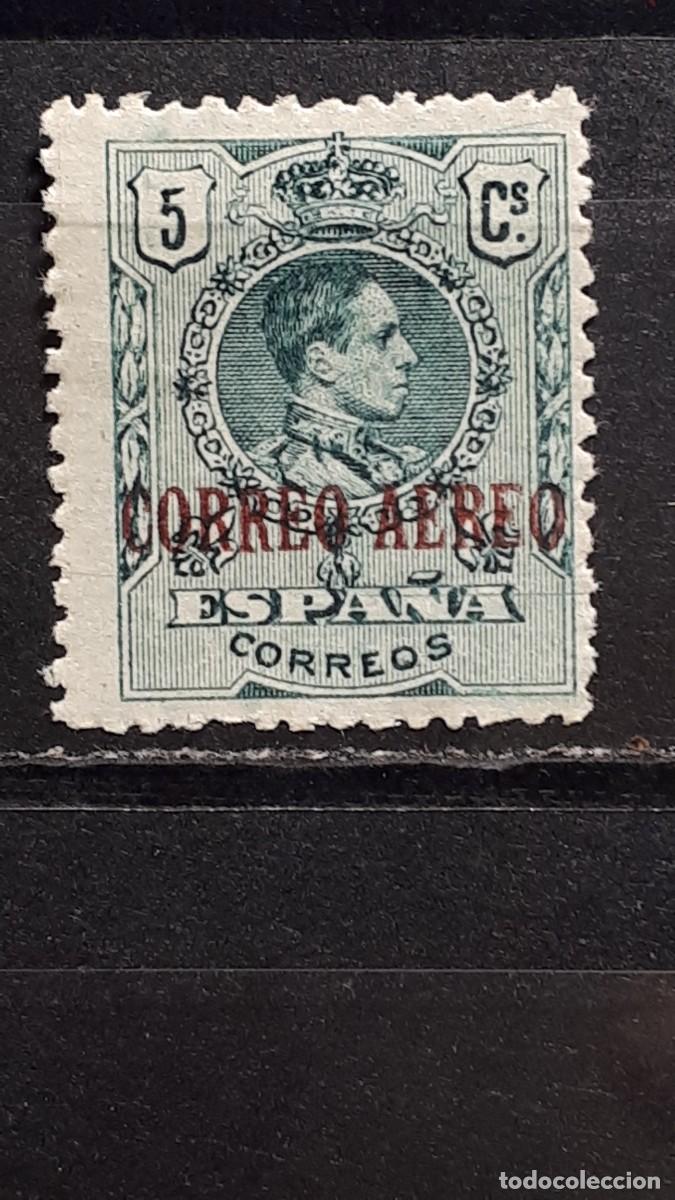 5 Cs.
CORREO AEREO
ESPAÑA
CORREOS
todocoleccion